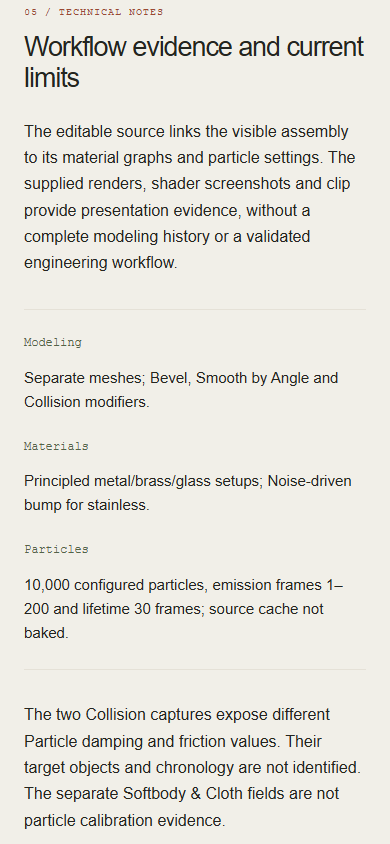 05 / TECHNICAL NOTES
Workflow evidence and current
limits
The editable source links the visible assembly
to its material graphs and particle settings. The
supplied renders, shader screenshots and clip
provide presentation evidence, without a
complete modeling history or a validated
engineering workflow.
Modeling
Separate meshes; Bevel, Smooth by Angle and
Collision modifiers.
Materials
Principled metal/brass/glass setups; Noise-driven
bump for stainless.
Particles
10,000 configured particles, emission frames 1–
200 and lifetime 30 frames; source cache not
baked.
The two Collision captures expose different
Particle damping and friction values. Their
target objects and chronology are not identified.
The separate Softbody & Cloth fields are not
particle calibration evidence.